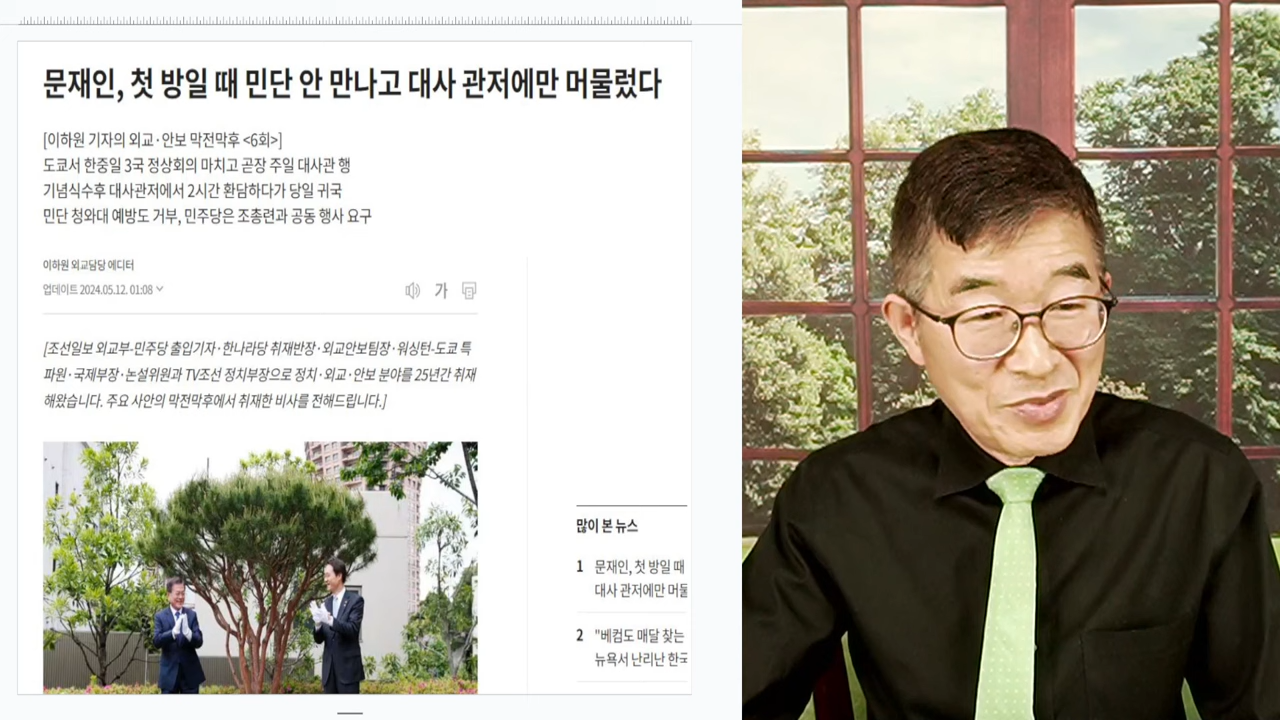 문재인, 첫 방일 때 민단 안 만나고 대사 관저에만 머물렀다
[이하원 기자의 외교·안보 막전막후 <6회>]
도쿄서 한중일 3국 정상회의 마치고 곧장 주일 대사관 행
기념식수후 대사관저에서 2시간 환담하다가 당일 귀국
민단 청와대 예방도 거부, 민주당은 조총련과 공동 행사 요구
이하원 외교담당 에디터
업데이트 2024.05.12. 01:08
가
[조선일보 외교부·민주당 출입기자·한나라당 취재반장·외교안보팀장·워싱턴-도쿄 특
파원·국제부장·논설위원과 TV조선 정치부장으로 정치·외교·안보 분야를 25년간 취재
해왔습니다. 주요 사안의 막전막후에서 취재한 비사를 전해드립니다.]
많이 본 뉴스
1 문재인, 첫 방일 때
대사 관저에만 머물
2 "베컴도 매달 찾는
뉴욕서 난리난 한국